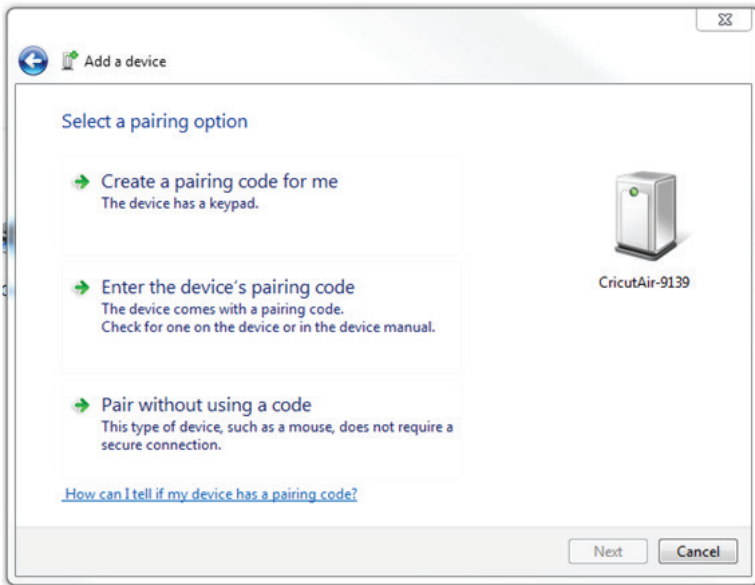 Add a device
Select a pairing option
Create a pairing code for me
The device has a keypad.
Enter the device's pairing code
The device comes with a pairing code.
Check for one on the device or in the device manual.
Pair without using a code
This type of device, such as a mouse, does not require a
secure connection.
CricutAir-9139
How can I tell if my device has a pairing code?
Next Cancel